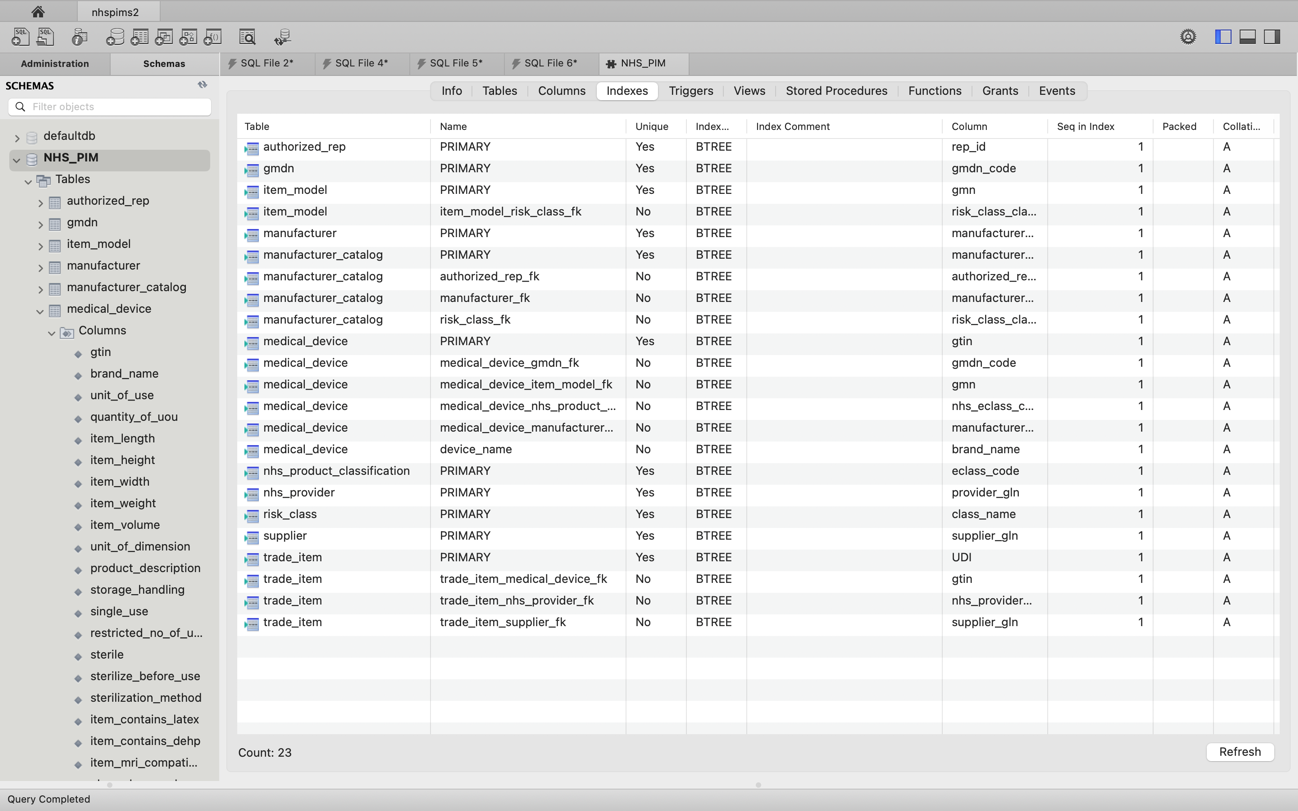 nhspims2
Administration Schemas SQL File 2* SQL File 4* SQL File 5* SQL File 6* NHS_PIM
SCHEMAS
Filter objects
defaultdb
NHS_PIM
Tables
authorized_rep
gmdn
item_model
manufacturer
manufacturer_catalog
medical_device
Columns
gtin
brand_name
unit_of_use
quantity_of_uou
item_length
item_height
item_width
item_weight
item_volume
unit_of_dimension
product_description
storage_handling
single_use
restricted_no_of_u...
sterile
sterilize_before_use
sterilization_method
item_contains_latex
item_contains_dehp
item_mri_compati...
Info Tables Columns Indexes Triggers Views Stored Procedures Functions Grants Events
Table Name Unique Index... Index Comment Column Seq in Index Packed Collati...
authorized_rep PRIMARY Yes BTREE rep_id 1 A
gmdn PRIMARY Yes BTREE gmdn_code 1 A
item_model PRIMARY Yes BTREE gmn 1 A
item_model item_model_risk_class_fk No BTREE risk_class_cla... 1 A
manufacturer PRIMARY Yes BTREE manufacturer... 1 A
manufacturer_catalog PRIMARY Yes BTREE manufacturer... 1 A
manufacturer_catalog authorized_rep_fk No BTREE authorized_re... 1 A
manufacturer_catalog manufacturer_fk No BTREE manufacturer... 1 A
manufacturer_catalog risk_class_fk No BTREE risk_class_cla... 1 A
medical_device PRIMARY Yes BTREE gtin 1 A
medical_device medical_device_gmdn_fk No BTREE gmdn_code 1 A
medical_device medical_device_item_model_fk No BTREE gmn 1 A
medical_device medical_device_nhs_product_... No BTREE nhs_eclass_c... 1 A
medical_device medical_device_manufacturer... No BTREE manufacturer... 1 A
medical_device device_name No BTREE brand_name 1 A
nhs_product_classification PRIMARY Yes BTREE eclass_code 1 A
nhs_provider PRIMARY Yes BTREE provider_gln 1 A
risk_class PRIMARY Yes BTREE class_name 1 A
supplier PRIMARY Yes BTREE supplier_gln 1 A
trade_item PRIMARY Yes BTREE UDI 1 A
trade_item trade_item_medical_device_fk No BTREE gtin 1 A
trade_item trade_item_nhs_provider_fk No BTREE nhs_provider... 1 A
trade_item trade_item_supplier_fk No BTREE supplier_gln 1 A
Count: 23 Refresh
Query Completed